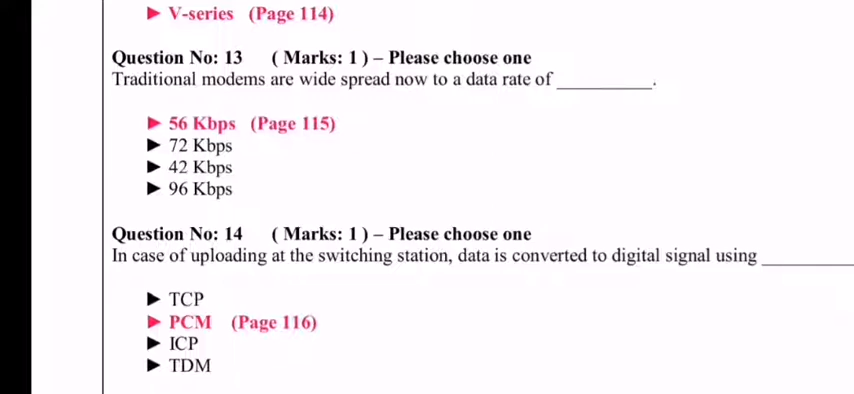 ► V-series (Page 114)
Question No: 13 ( Marks: 1 ) – Please choose one
Traditional modems are wide spread now to a data rate of __________.
► 56 Kbps (Page 115)
► 72 Kbps
► 42 Kbps
► 96 Kbps
Question No: 14 ( Marks: 1 ) – Please choose one
In case of uploading at the switching station, data is converted to digital signal using __________
► TCP
► PCM (Page 116)
► ICP
► TDM